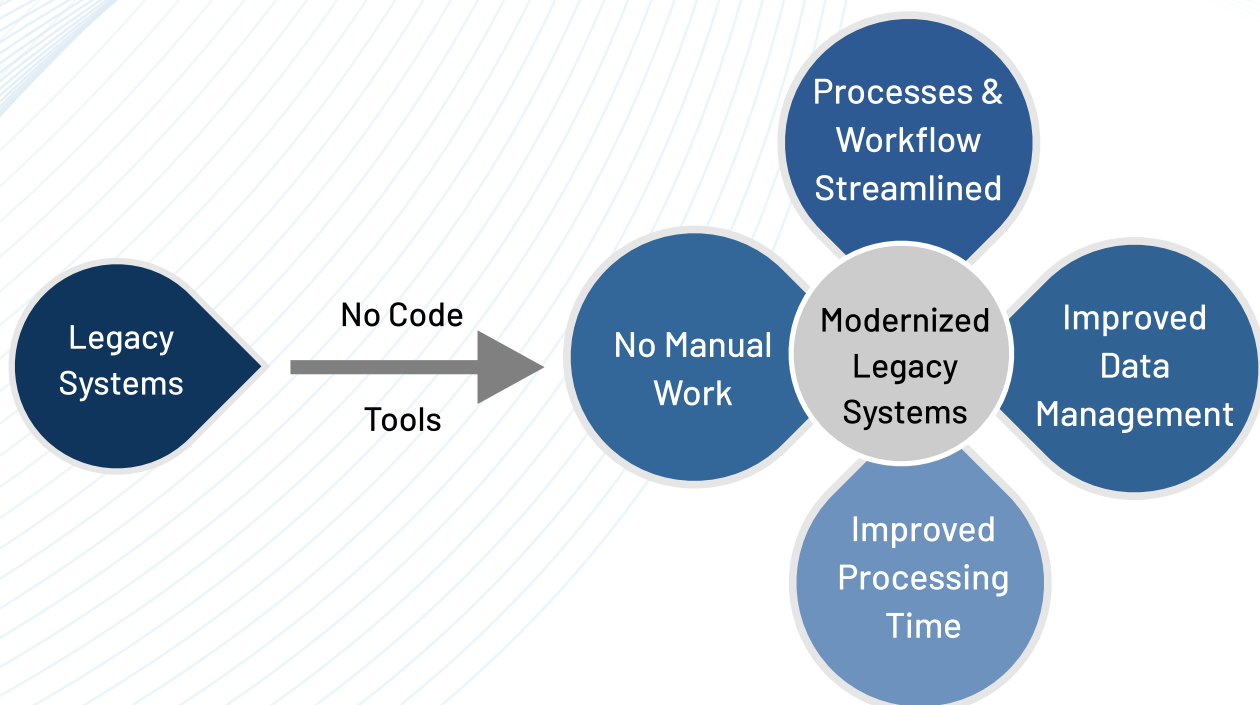 Legacy
Systems
No Code
Tools
Processes &
Workflow
Streamlined
No Manual
Work
Modernized
Legacy
Systems
Improved
Data
Management
Improved
Processing
Time